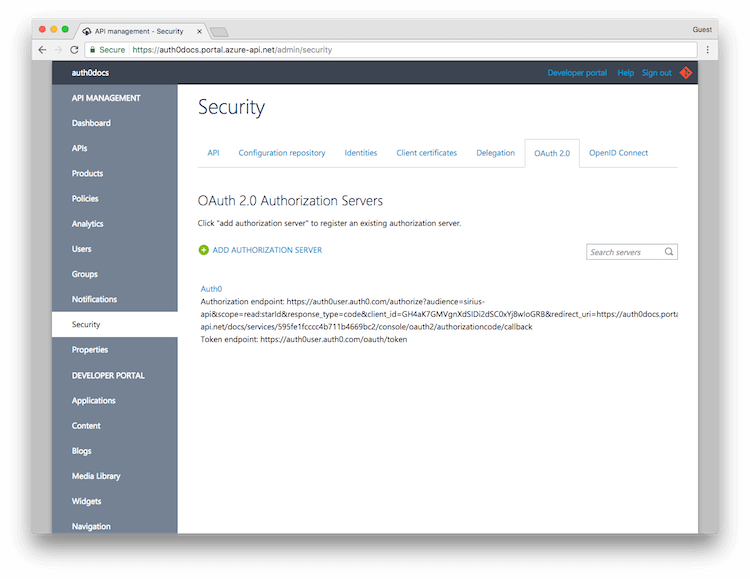 API management - Security
Guest
Secure https://auth0docs.portal.azure-api.net/admin/security
auth0docs
Developer portal Help Sign out
API MANAGEMENT
Dashboard
APIs
Products
Policies
Analytics
Users
Groups
Notifications
Security
Properties
DEVELOPER PORTAL
Applications
Content
Blogs
Media Library
Widgets
Navigation
Security
API Configuration repository Identities Client certificates Delegation OAuth 2.0 OpenID Connect
OAuth 2.0 Authorization Servers
Click "add authorization server" to register an existing authorization server.
ADD AUTHORIZATION SERVER
Search servers
Auth0
Authorization endpoint: https://auth0user.auth0.com/authorize?audience=sirius-
api&scope=read:starId&response_type=code&client_id=GH4aK7GMVgnXdSIDi2dSC0xYj8wIoGRB&redirect_uri=https://auth0docs.porta
api.net/docs/services/595fe1fcccc4b711b4669bc2/console/oauth2/authorizationcode/callback
Token endpoint: https://auth0user.auth0.com/oauth/token